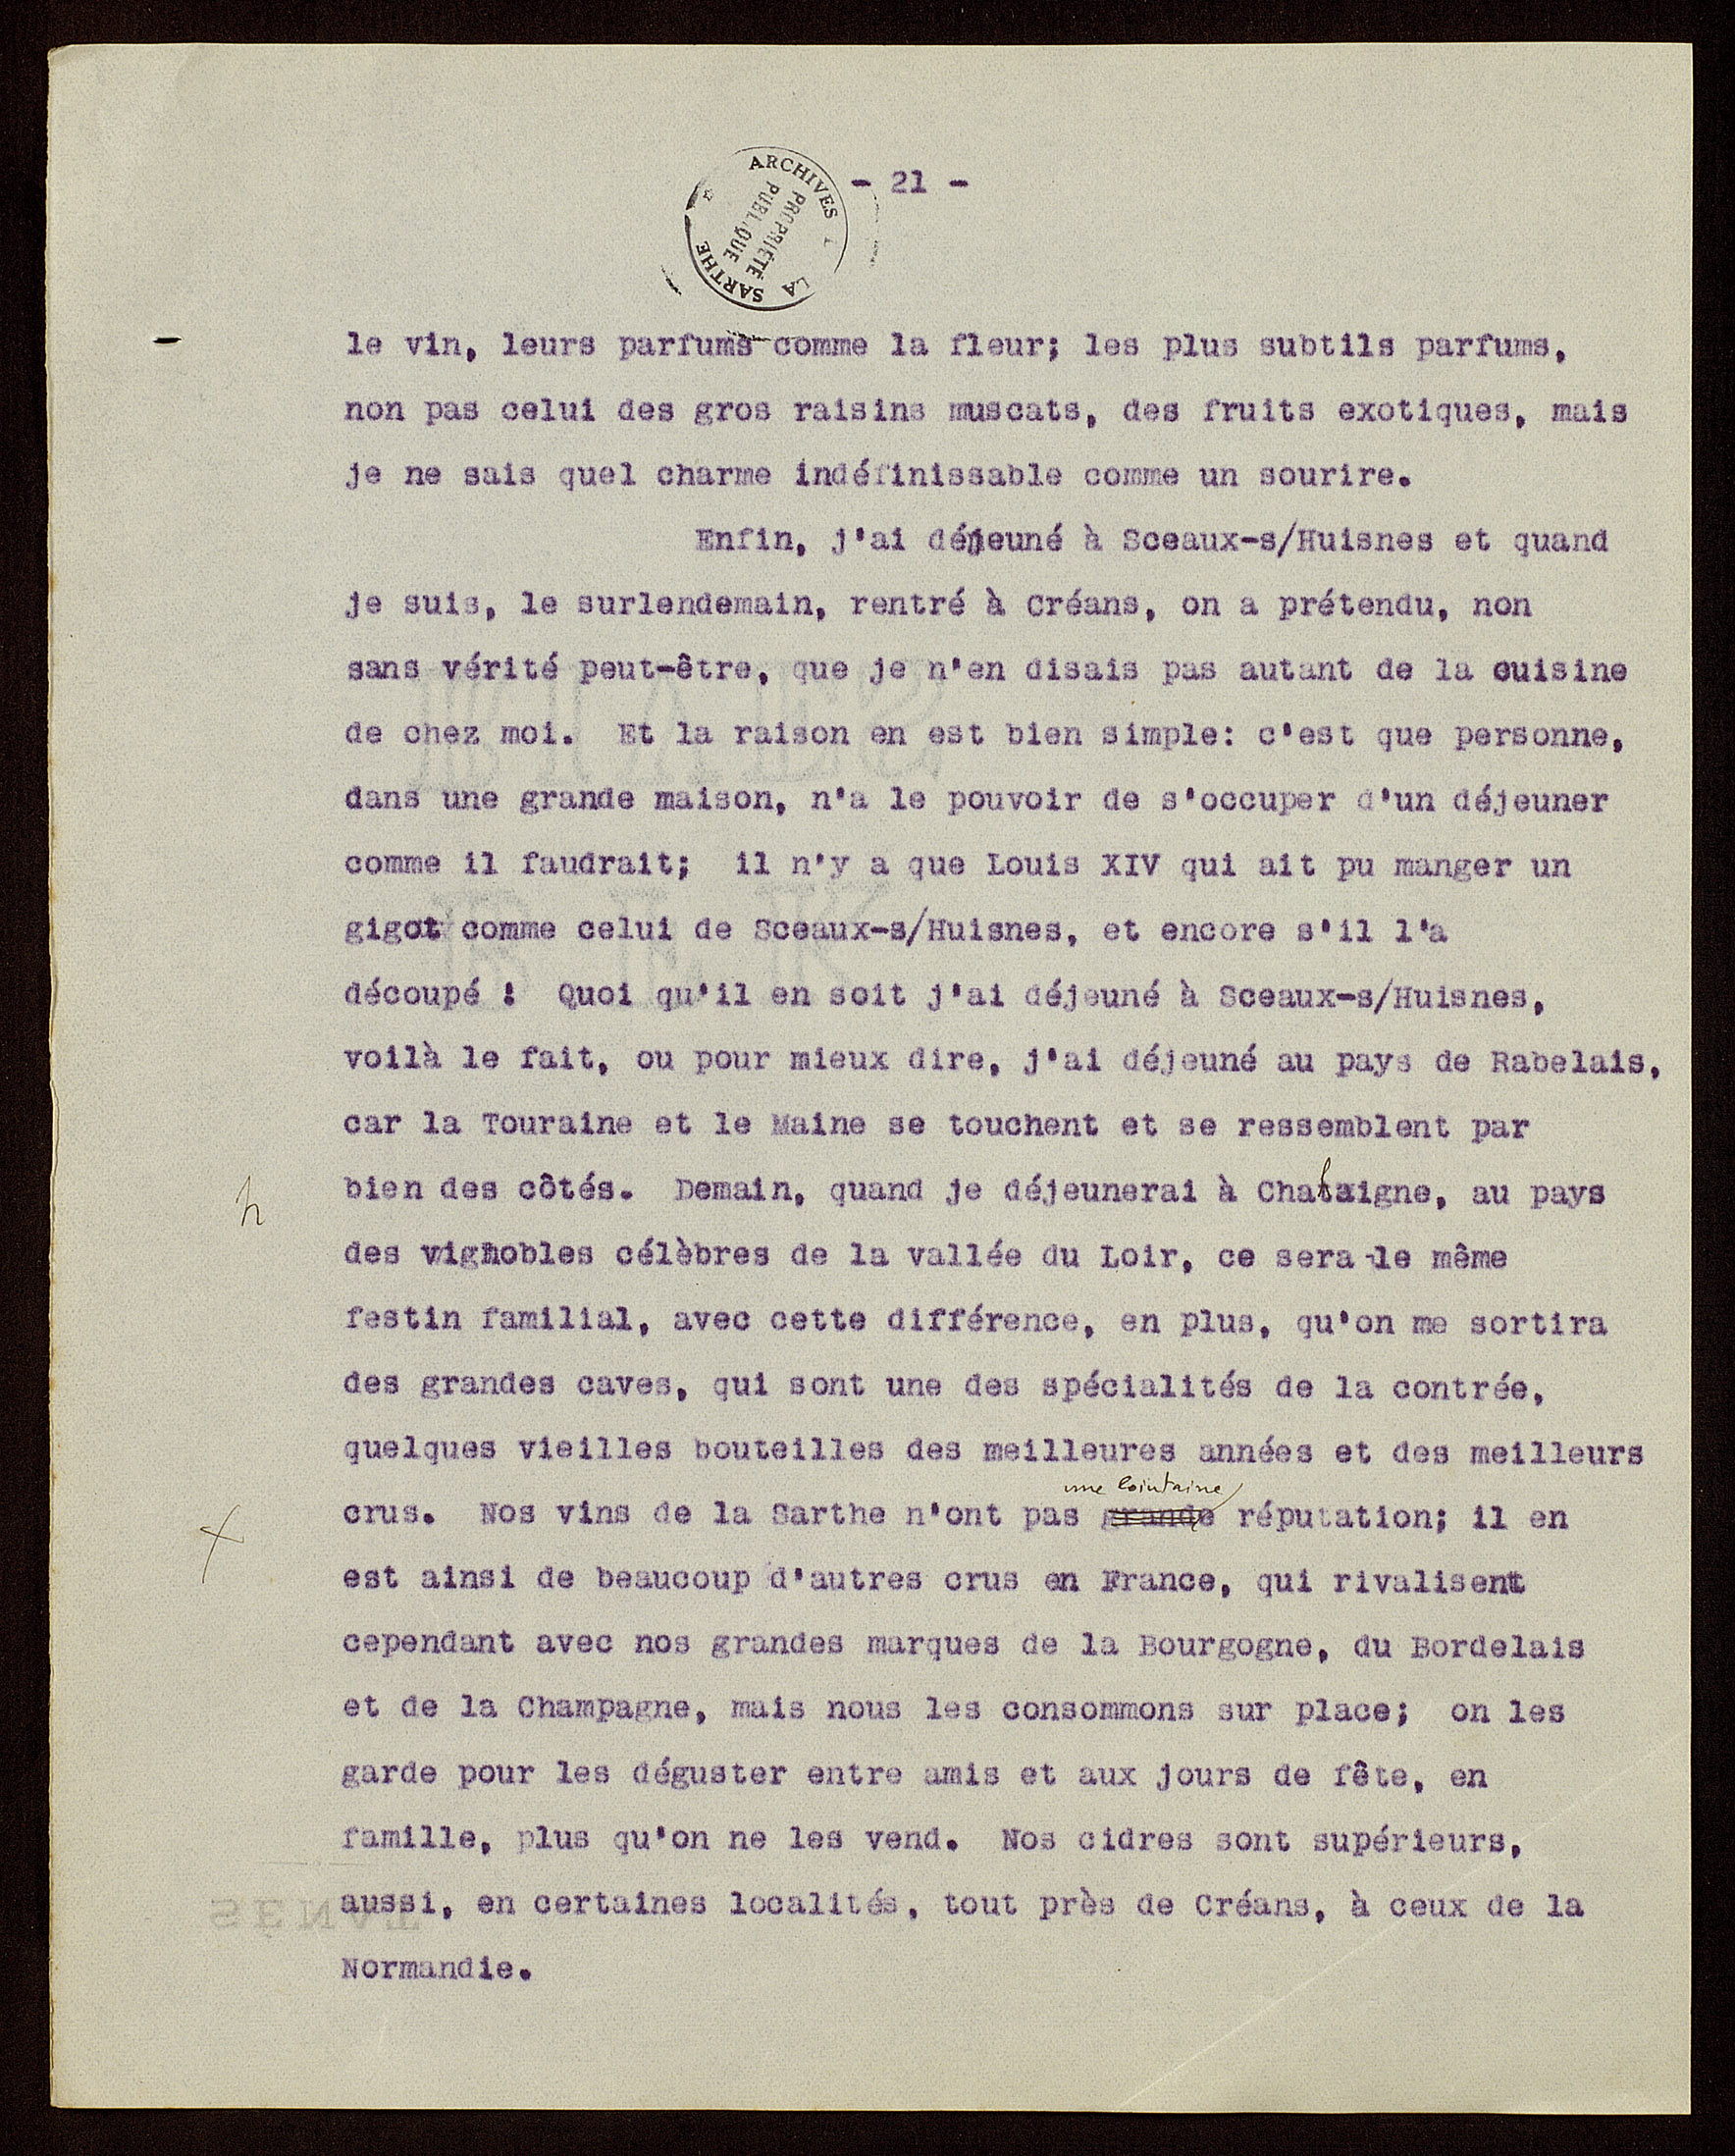 - 21 -
ARCHIVES
LA SARTHE
PROPRIÉTÉ
PUBLIQUE
le vin, leurs parfums comme la fleur; les plus subtils parfums,
non pas celui des gros raisins muscats, des fruits exotiques, mais
je ne sais quel charme indéfinissable comme un sourire.
Enfin, j'ai déjeuné à Sceaux-s/Huisnes et quand
je suis, le surlendemain, rentré à Créans, on a prétendu, non
sans vérité peut-être, que je n'en disais pas autant de la cuisine
de chez moi. Et la raison en est bien simple: c'est que personne,
dans une grande maison, n'a le pouvoir de s'occuper d'un déjeuner
comme il faudrait; il n'y a que Louis XIV qui ait pu manger un
gigot comme celui de Sceaux-s/Huisnes, et encore s'il l'a
découpé ! Quoi qu'il en soit j'ai déjeuné à Sceaux-s/Huisnes,
voilà le fait, ou pour mieux dire, j'ai déjeuné au pays de Rabelais,
car la Touraine et le Maine se touchent et se ressemblent par
h bien des côtés. Demain, quand je déjeunerai à Chahaigne, au pays
des vignobles célèbres de la vallée du Loir, ce sera le même
festin familial, avec cette différence, en plus, qu'on me sortira
des grandes caves, qui sont une des spécialités de la contrée,
quelques vieilles bouteilles des meilleures années et des meilleurs
une lointaine
crus. Nos vins de la Sarthe n'ont pas grande réputation; il en
est ainsi de beaucoup d'autres crus en France, qui rivalisent
cependant avec nos grandes marques de la Bourgogne, du Bordelais
et de la Champagne, mais nous les consommons sur place; on les
garde pour les déguster entre amis et aux jours de fête, en
famille, plus qu'on ne les vend. Nos cidres sont supérieurs,
aussi, en certaines localités, tout près de Créans, à ceux de la
Normandie.
SÉNAT